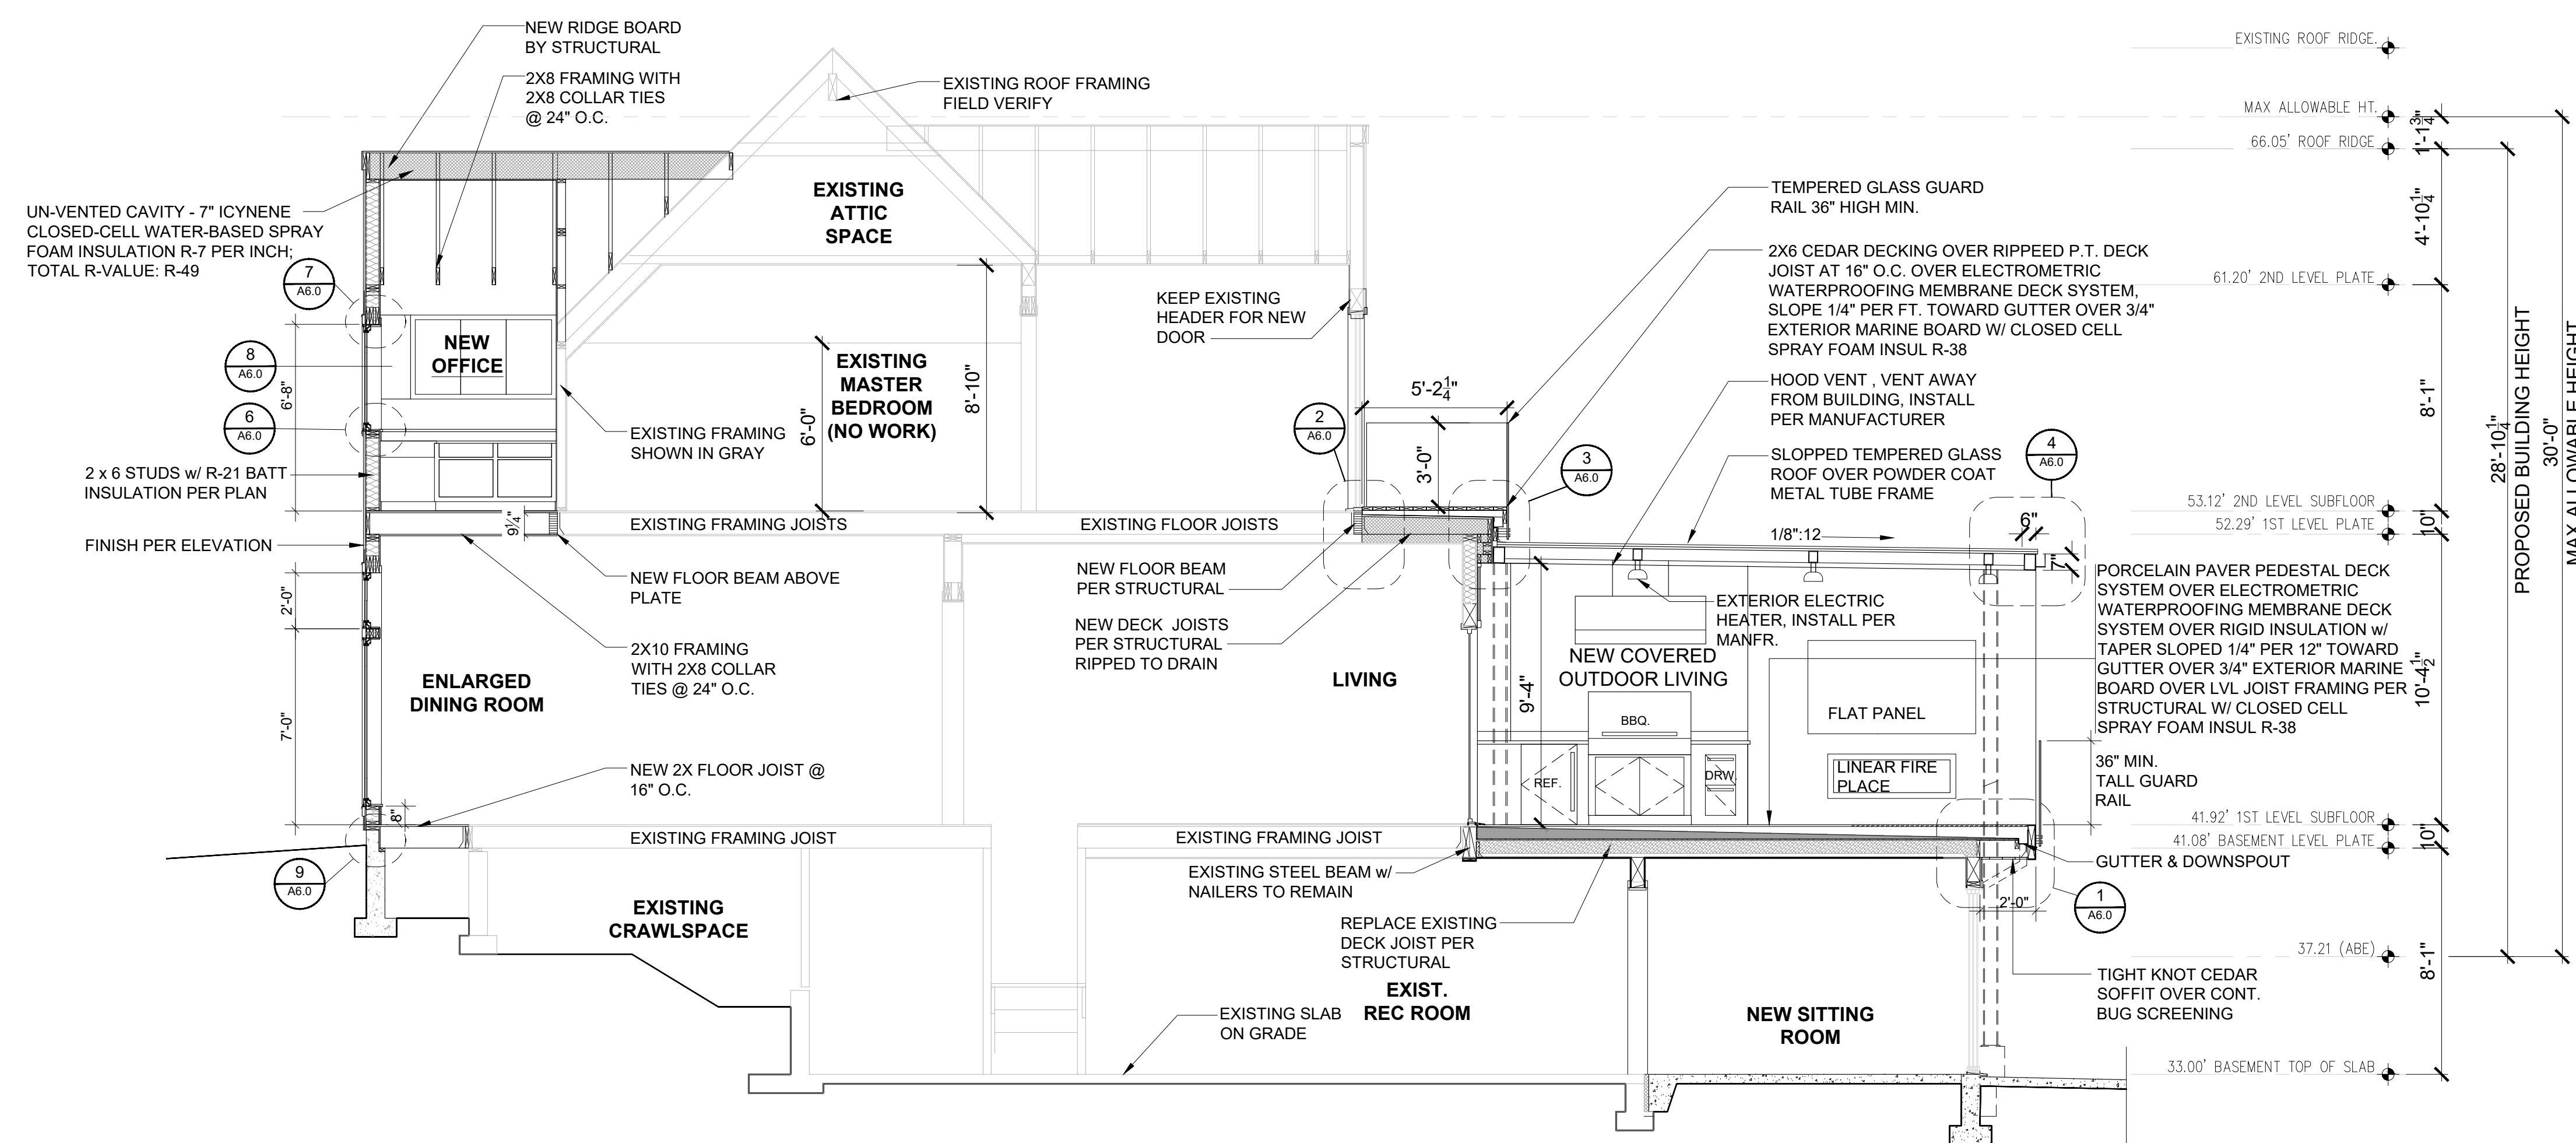 NEW RIDGE BOARD
BY STRUCTURAL
2X8 FRAMING WITH
2X8 COLLAR TIES
@ 24" O.C.
EXISTING ROOF FRAMING
FIELD VERIFY
UN-VENTED CAVITY - 7" ICYNENE
CLOSED-CELL WATER-BASED SPRAY
FOAM INSULATION R-7 PER INCH;
TOTAL R-VALUE: R-49
7
A6.0
8
A6.0
6
A6.0
6'-8"
2 x 6 STUDS w/ R-21 BATT
INSULATION PER PLAN
FINISH PER ELEVATION
2'-0"
7'-0"
8"
9
A6.0
NEW
OFFICE
EXISTING
ATTIC
SPACE
EXISTING
MASTER
BEDROOM
(NO WORK)
6'-0"
8'-10"
EXISTING FRAMING
SHOWN IN GRAY
KEEP EXISTING
HEADER FOR NEW
DOOR
9¼"
EXISTING FRAMING JOISTS
EXISTING FLOOR JOISTS
NEW FLOOR BEAM ABOVE
PLATE
2X10 FRAMING
WITH 2X8 COLLAR
TIES @ 24" O.C.
ENLARGED
DINING ROOM
NEW 2X FLOOR JOIST @
16" O.C.
EXISTING FRAMING JOIST
EXISTING FRAMING JOIST
EXISTING
CRAWLSPACE
NEW FLOOR BEAM
PER STRUCTURAL
NEW DECK JOISTS
PER STRUCTURAL
RIPPED TO DRAIN
LIVING
EXISTING STEEL BEAM w/
NAILERS TO REMAIN
REPLACE EXISTING
DECK JOIST PER
STRUCTURAL
EXIST.
REC ROOM
EXISTING SLAB
ON GRADE
NEW SITTING
ROOM
5'-2¼"
3'-0"
2
A6.0
3
A6.0
4
A6.0
TEMPERED GLASS GUARD
RAIL 36" HIGH MIN.
2X6 CEDAR DECKING OVER RIPPEED P.T. DECK
JOIST AT 16" O.C. OVER ELECTROMETRIC
WATERPROOFING MEMBRANE DECK SYSTEM,
SLOPE 1/4" PER FT. TOWARD GUTTER OVER 3/4"
EXTERIOR MARINE BOARD W/ CLOSED CELL
SPRAY FOAM INSUL R-38
HOOD VENT , VENT AWAY
FROM BUILDING, INSTALL
PER MANUFACTURER
SLOPPED TEMPERED GLASS
ROOF OVER POWDER COAT
METAL TUBE FRAME
1/8":12
6"
7"
EXTERIOR ELECTRIC
HEATER, INSTALL PER
MANFR.
NEW COVERED
OUTDOOR LIVING
9'-4"
BBQ.
REF.
DRW.
FLAT PANEL
LINEAR FIRE
PLACE
PORCELAIN PAVER PEDESTAL DECK
SYSTEM OVER ELECTROMETRIC
WATERPROOFING MEMBRANE DECK
SYSTEM OVER RIGID INSULATION w/
TAPER SLOPED 1/4" PER 12" TOWARD
GUTTER OVER 3/4" EXTERIOR MARINE
BOARD OVER LVL JOIST FRAMING PER
STRUCTURAL W/ CLOSED CELL
SPRAY FOAM INSUL R-38
36" MIN.
TALL GUARD
RAIL
GUTTER & DOWNSPOUT
1
A6.0
2'-0"
TIGHT KNOT CEDAR
SOFFIT OVER CONT.
BUG SCREENING
EXISTING ROOF RIDGE.
MAX ALLOWABLE HT.
66.05' ROOF RIDGE
61.20' 2ND LEVEL PLATE
53.12' 2ND LEVEL SUBFLOOR
52.29' 1ST LEVEL PLATE
41.92' 1ST LEVEL SUBFLOOR
41.08' BASEMENT LEVEL PLATE
37.21 (ABE)
33.00' BASEMENT TOP OF SLAB
1'-1¾"
4'-10¼"
8'-1"
10"
10'-4½"
10"
8'-1"
28'-10¼"
PROPOSED BUILDING HEIGHT
30'-0"
MAX ALLOWABLE HEIGHT